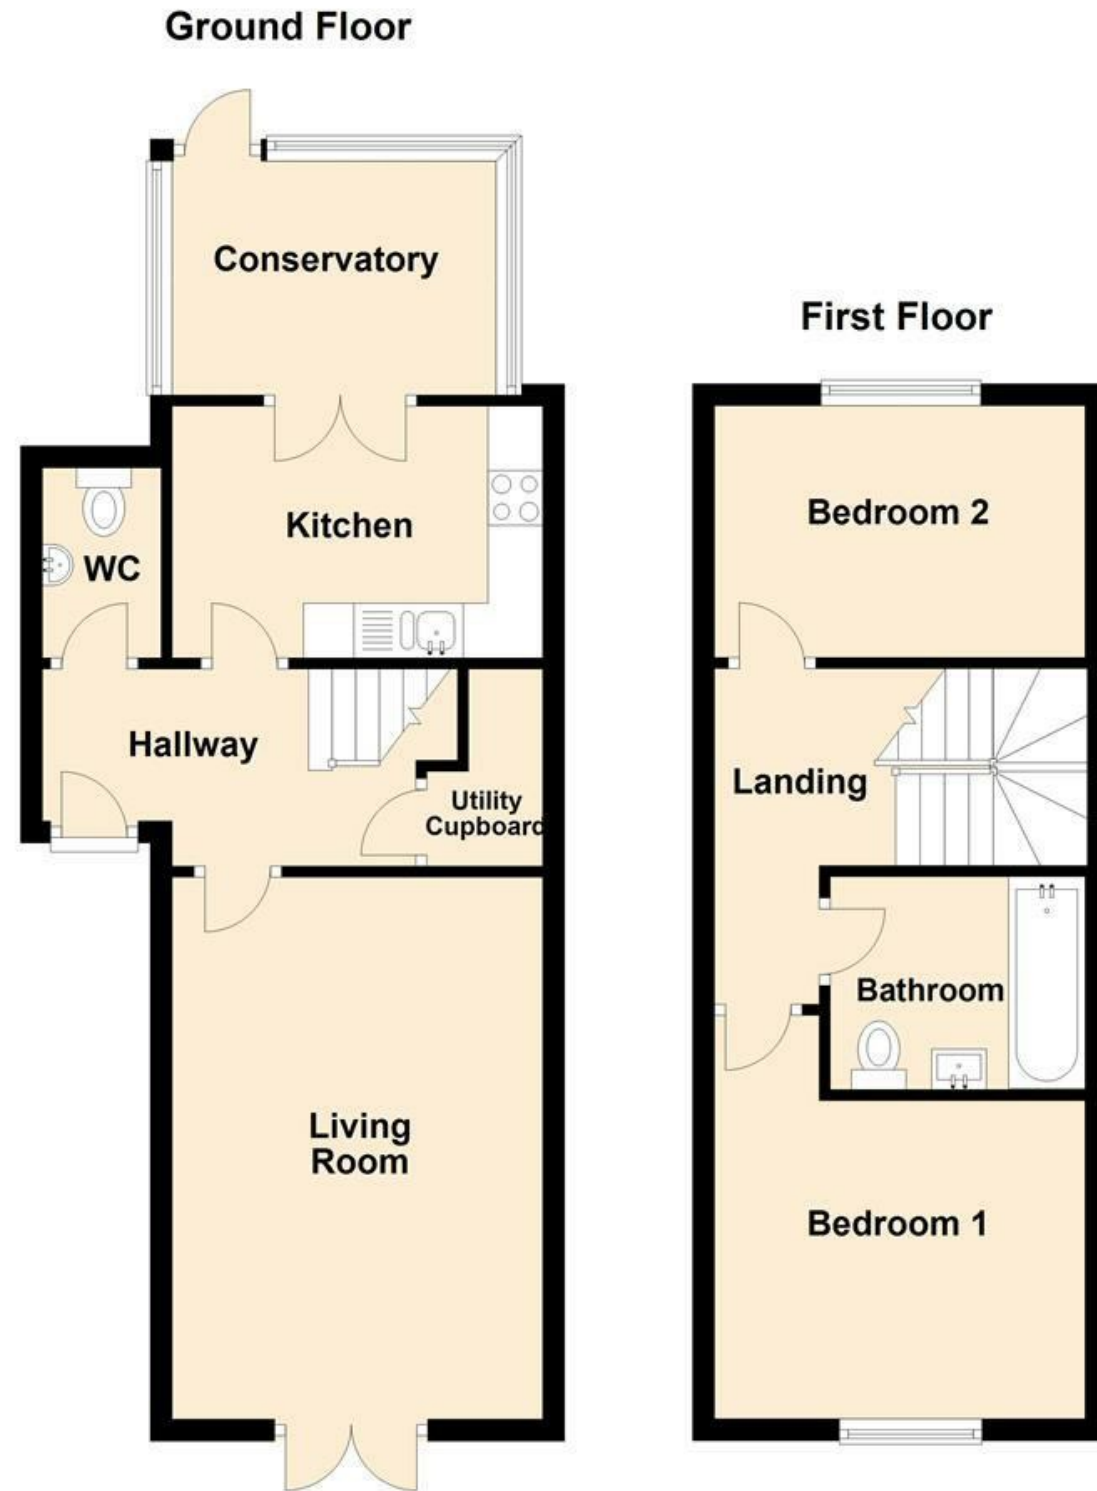 Ground Floor
Conservatory
Kitchen
WC
Hallway
Utility
Cupboard
Living
Room
First Floor
Bedroom 2
Landing
Bathroom
Bedroom 1